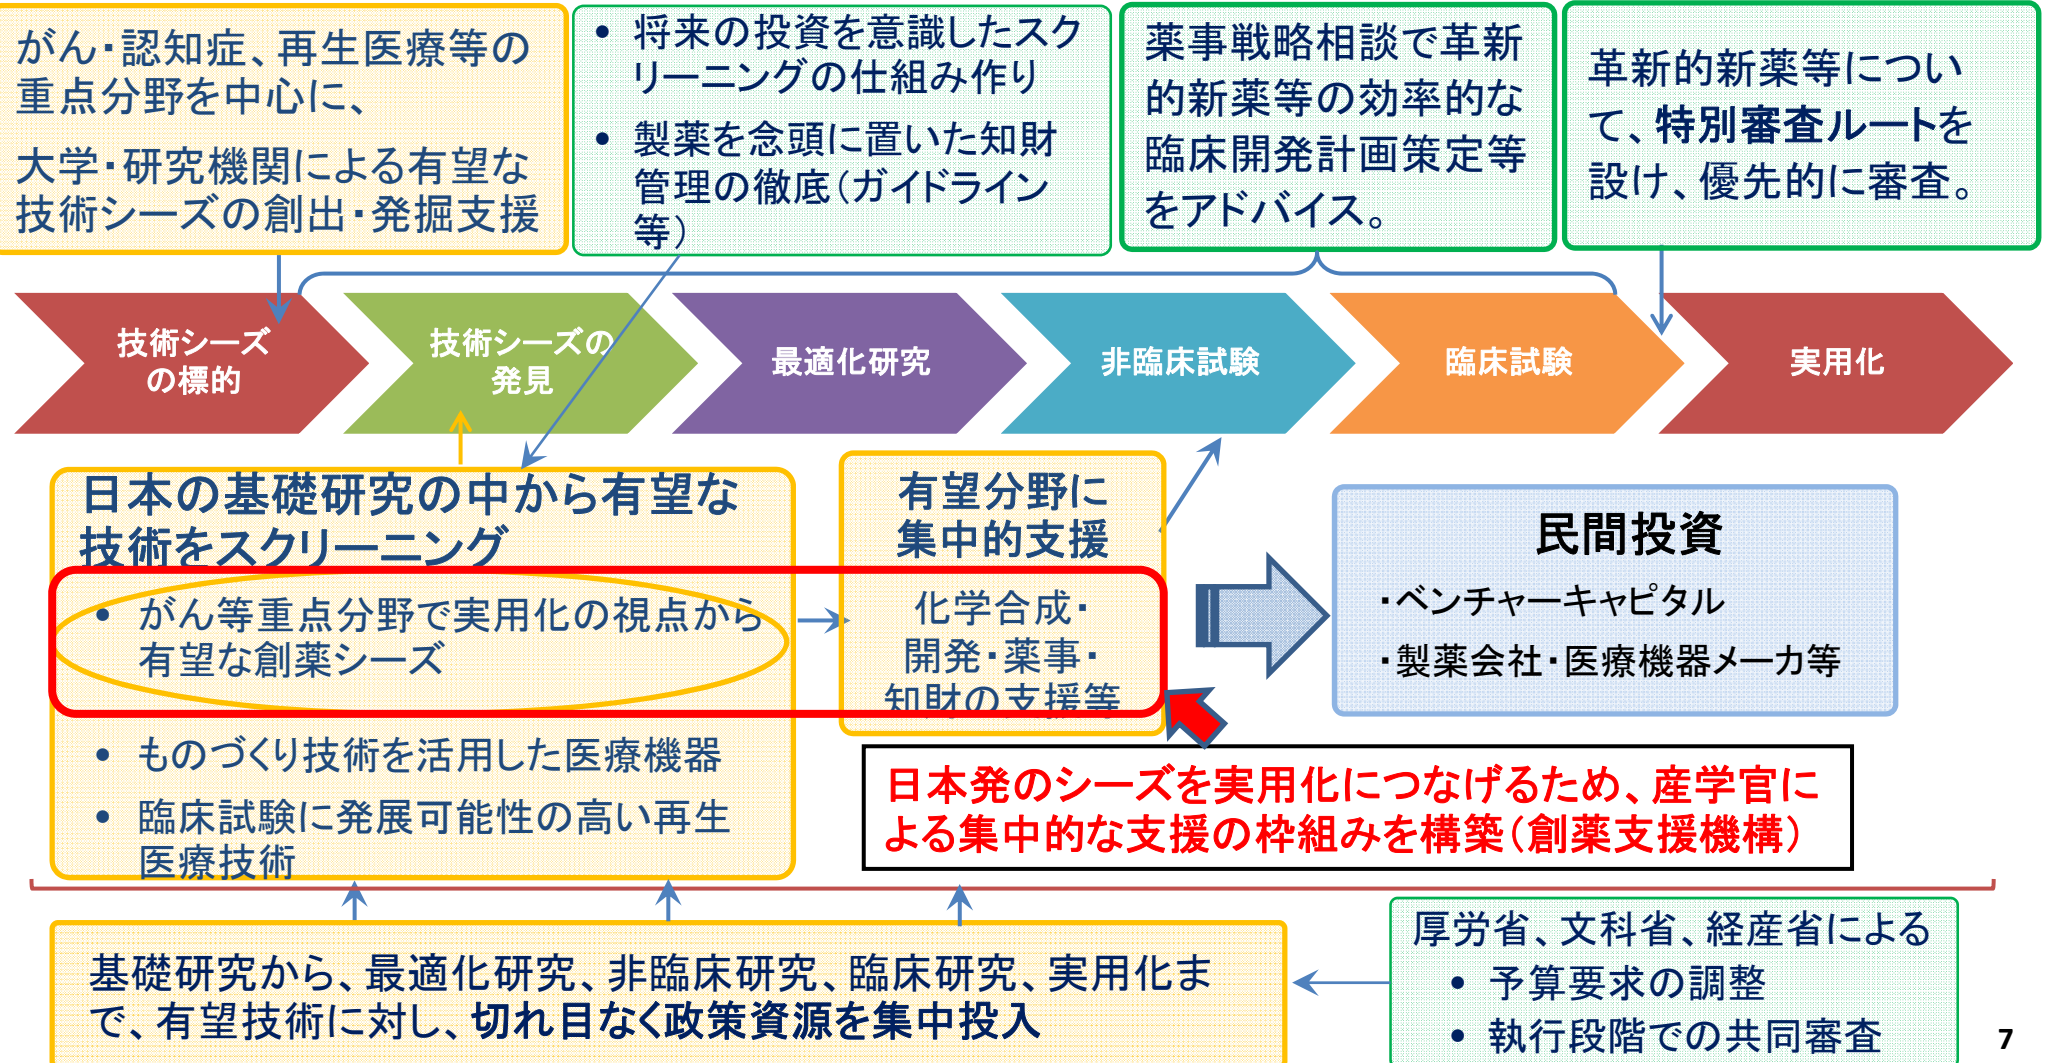 がん・認知症、再生医療等の
重点分野を中心に、
大学・研究機関による有望な
技術シーズの創出・発掘支援
• 将来の投資を意識したスク
リーニングの仕組み作り
• 製薬を念頭に置いた知財
管理の徹底（ガイドライン
等）
薬事戦略相談で革新
的新薬等の効率的な
臨床開発計画策定等
をアドバイス。
革新的新薬等につい
て、特別審査ルートを
設け、優先的に審査。
技術シーズ
の標的
技術シーズの
発見
最適化研究
非臨床試験
臨床試験
実用化
日本の基礎研究の中から有望な
技術をスクリーニング
• がん等重点分野で実用化の視点から
有望な創薬シーズ
• ものづくり技術を活用した医療機器
• 臨床試験に発展可能性の高い再生
医療技術
有望分野に
集中的支援
化学合成・
開発・薬事・
知財の支援等
民間投資
・ベンチャーキャピタル
・製薬会社・医療機器メーカ等
日本発のシーズを実用化につなげるため、産学官に
よる集中的な支援の枠組みを構築（創薬支援機構）
基礎研究から、最適化研究、非臨床研究、臨床研究、実用化ま
で、有望技術に対し、切れ目なく政策資源を集中投入
厚労省、文科省、経産省による
• 予算要求の調整
• 執行段階での共同審査
7